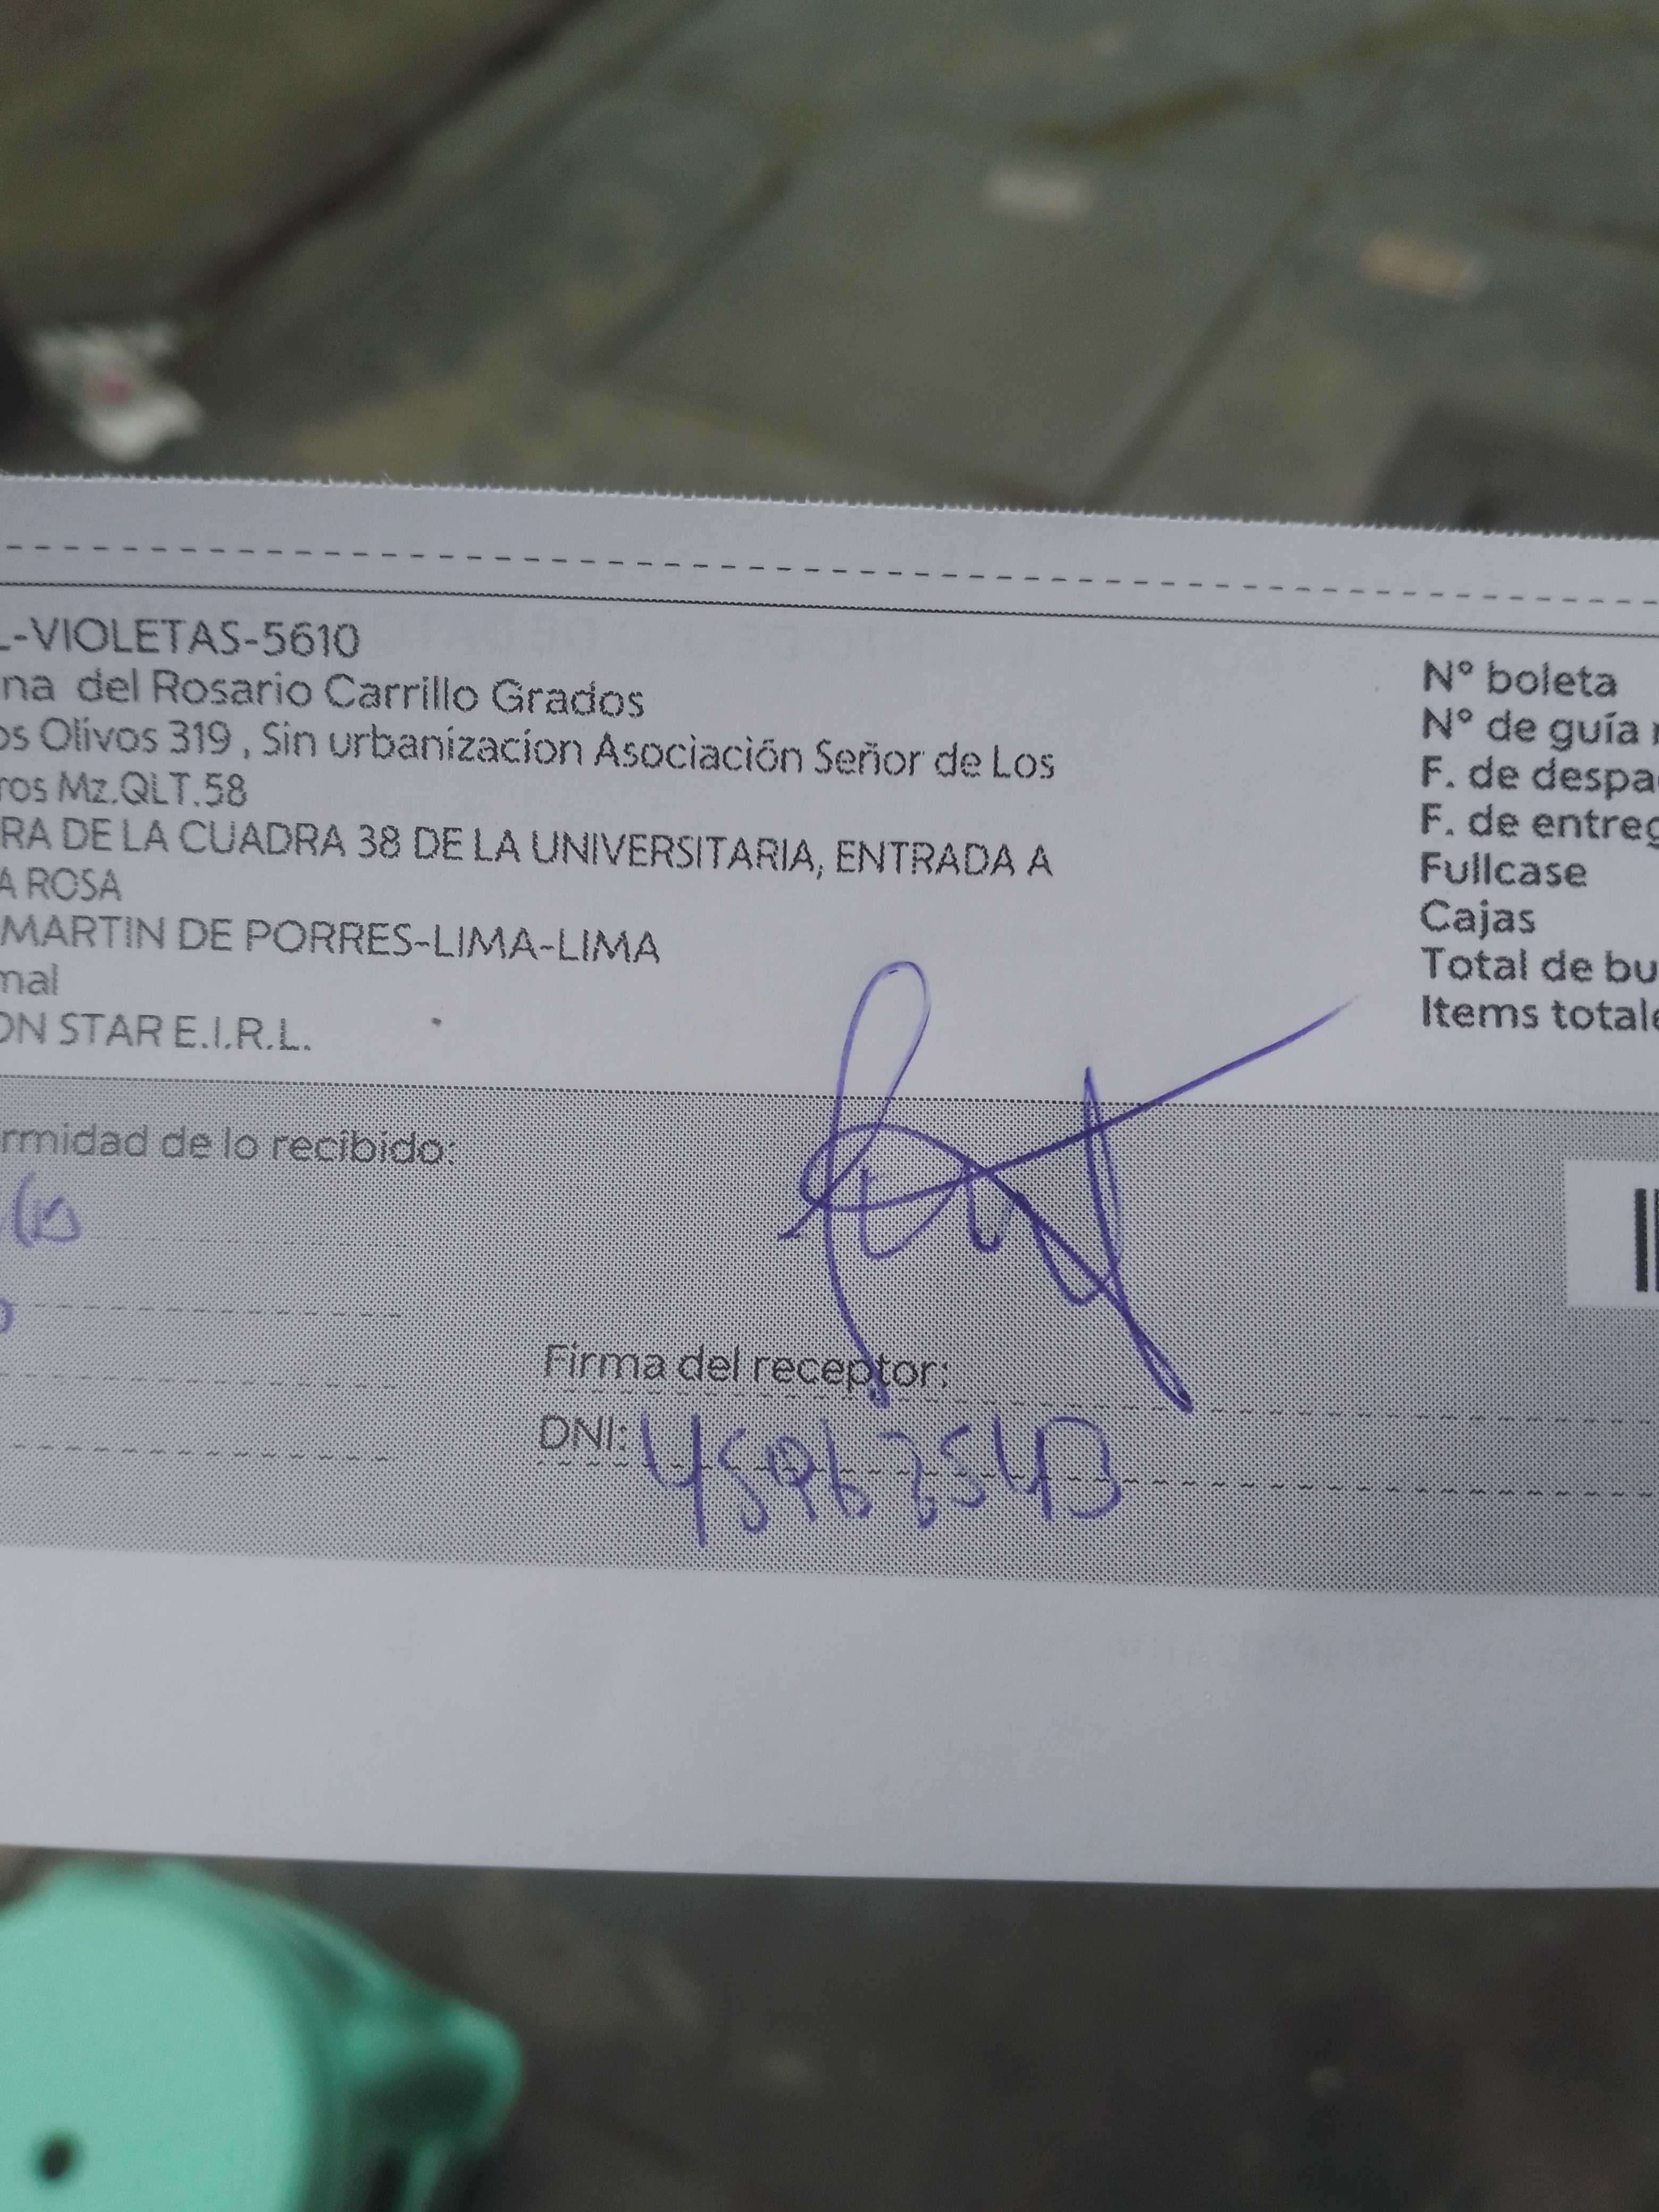 L-VIOLETAS-5610
na del Rosario Carrillo Grados
os Olivos 319, Sin urbanizacion Asociación Señor de Los
ros Mz.QLT.58
RA DE LA CUADRA 38 DE LA UNIVERSITARIA, ENTRADA A
A ROSA
MARTIN DE PORRES-LIMA-LIMA
mal
ON STAR E.I.R.L.
N° boleta
N° de guía
F. de despa
F. de entreg
Fullcase
Cajas
Total de bu
Items totale
rmidad de lo recibido:
Firma del receptor:
DNI: